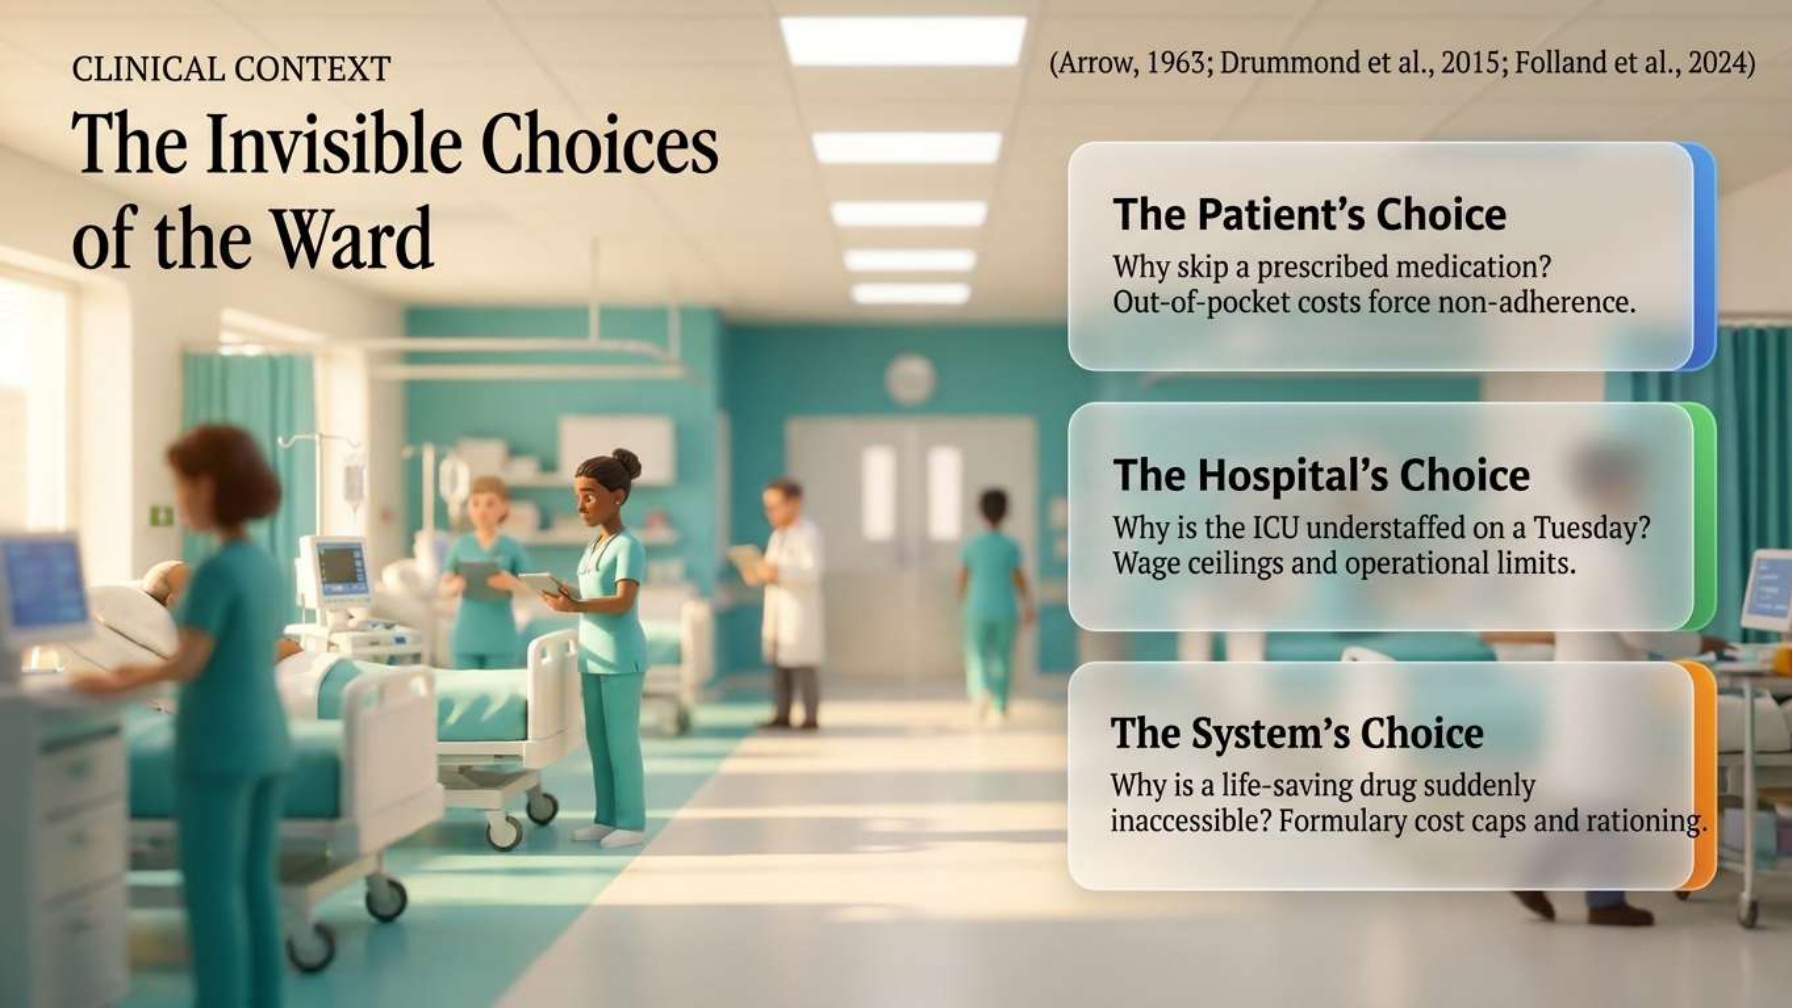 CLINICAL CONTEXT
The Invisible Choices
of the Ward
(Arrow, 1963; Drummond et al., 2015; Folland et al., 2024)
The Patient’s Choice
Why skip a prescribed medication?
Out-of-pocket costs force non-adherence.
The Hospital’s Choice
Why is the ICU understaffed on a Tuesday?
Wage ceilings and operational limits.
The System’s Choice
Why is a life-saving drug suddenly
inaccessible? Formulary cost caps and rationing.